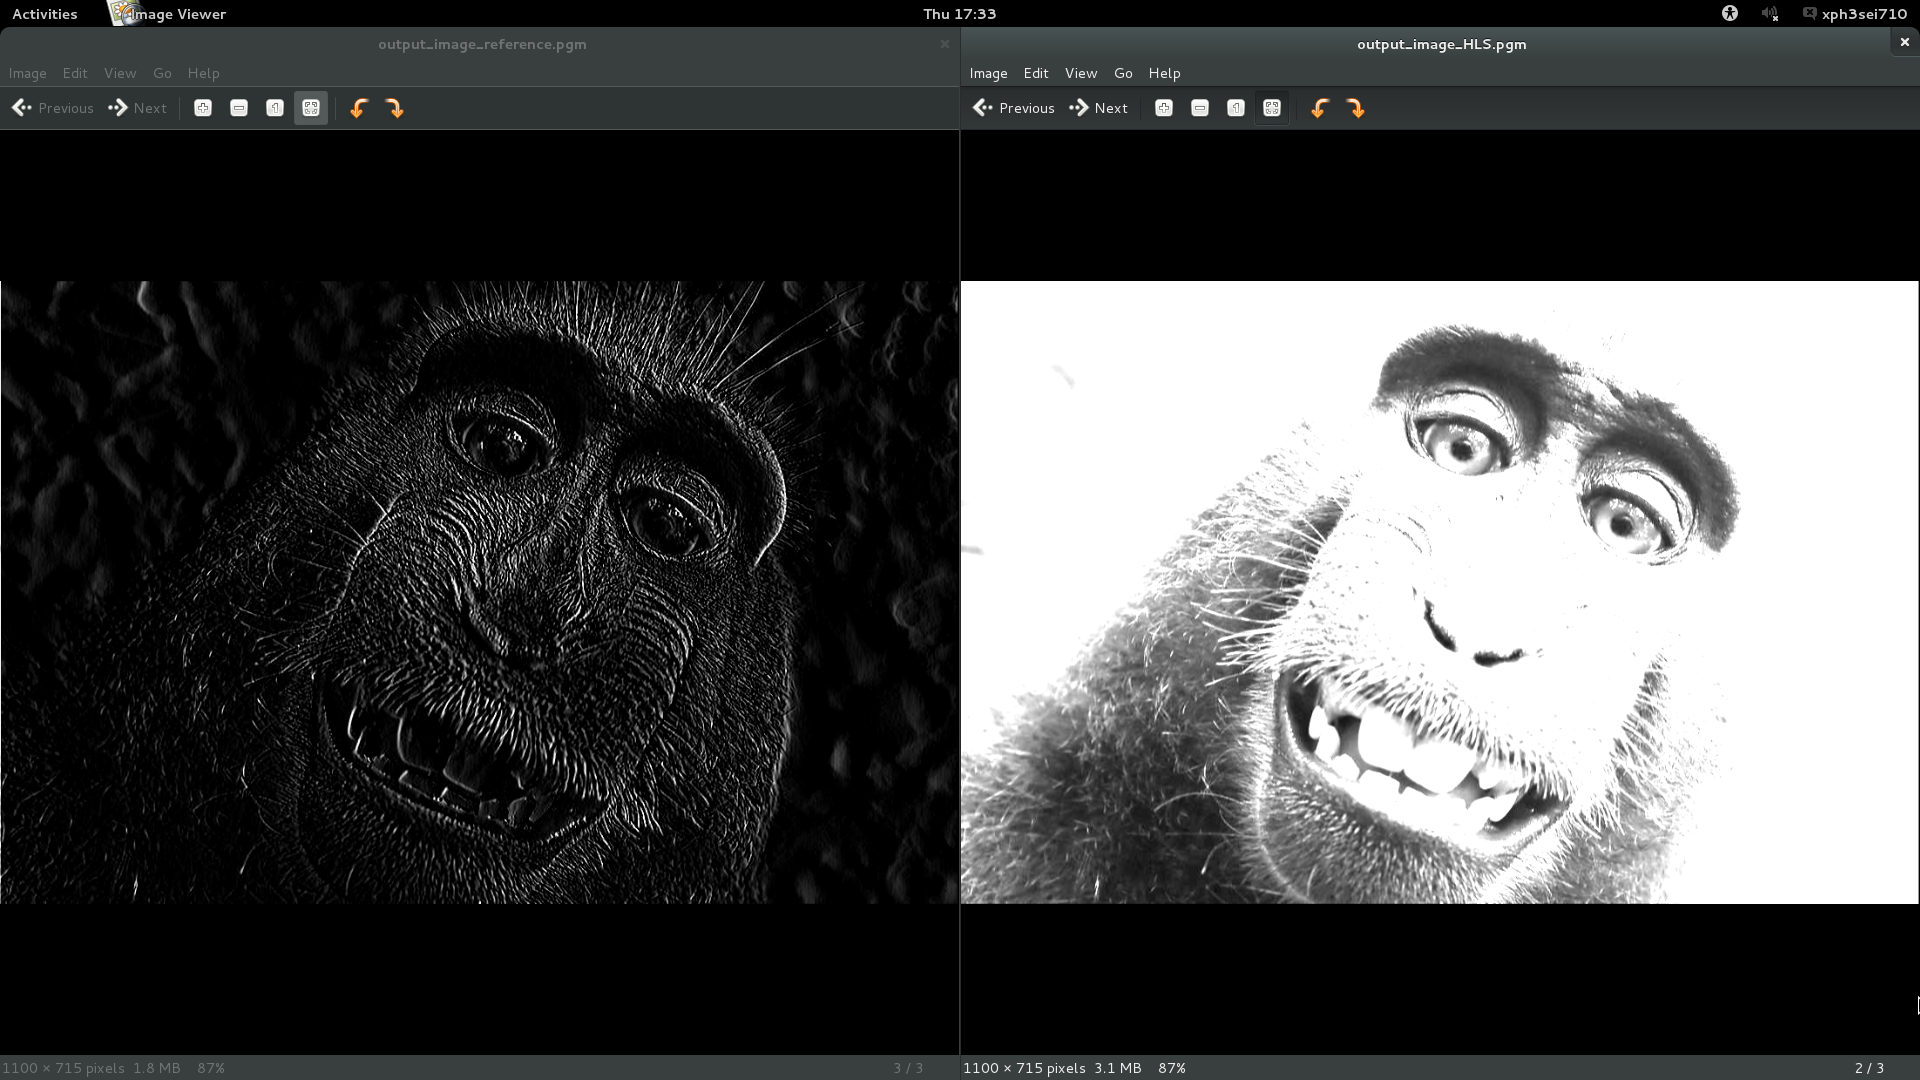 Activities Image Viewer Thu 17:33 xph3sei710
output_image_reference.pgm
Image Edit View Go Help
Previous Next
1100 × 715 pixels 1.8 MB 87% 3 / 3
output_image_HLS.pgm
Image Edit View Go Help
Previous Next
1100 × 715 pixels 3.1 MB 87% 2 / 3